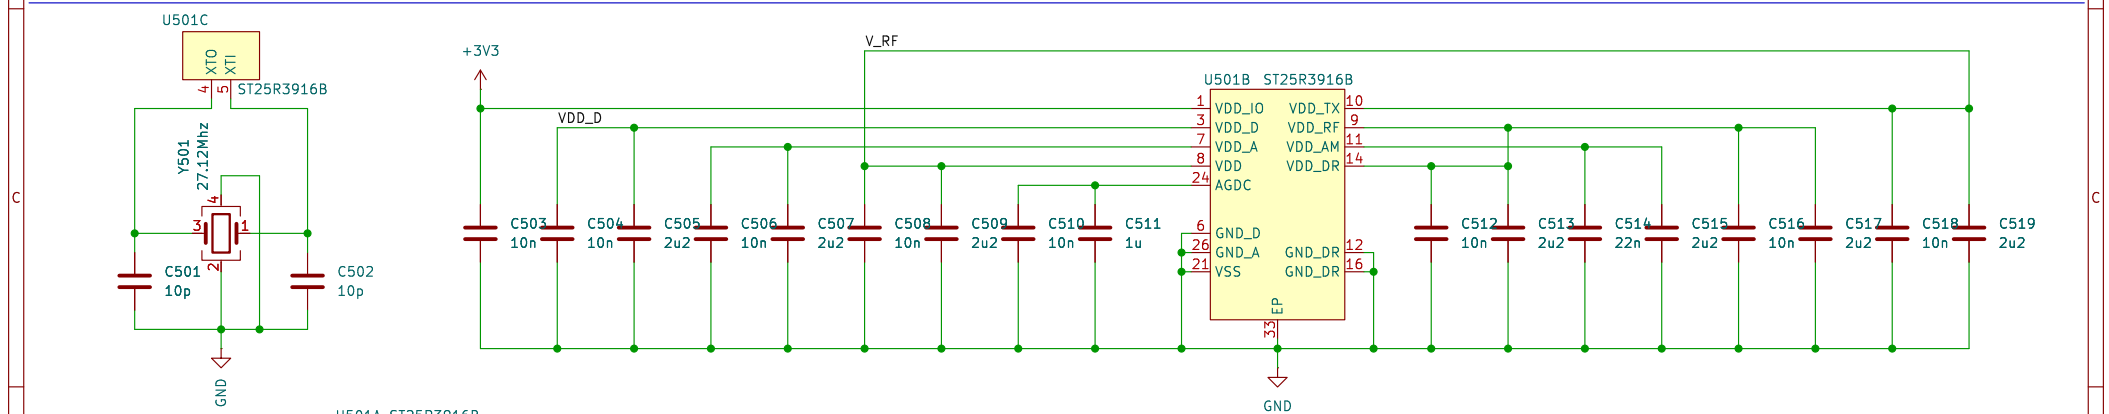 U501C
XTO
XTI
4
5
ST25R3916B
Y501
27.12Mhz
4
3
1
2
C501
10p
C502
10p
GND
C
+3V3
VDD_D
V_RF
C503
10n
C504
10n
C505
2u2
C506
10n
C507
2u2
C508
10n
C509
2u2
C510
10n
C511
1u
U501B ST25R3916B
1 VDD_IO VDD_TX 10
3 VDD_D VDD_RF 9
7 VDD_A VDD_AM 11
8 VDD VDD_DR 14
24 AGDC
6 GND_D
26 GND_A GND_DR 12
21 VSS GND_DR 16
EP
33
GND
C512
10n
C513
2u2
C514
22n
C515
2u2
C516
10n
C517
2u2
C518
10n
C519
2u2
C
U501A ST25R3916B